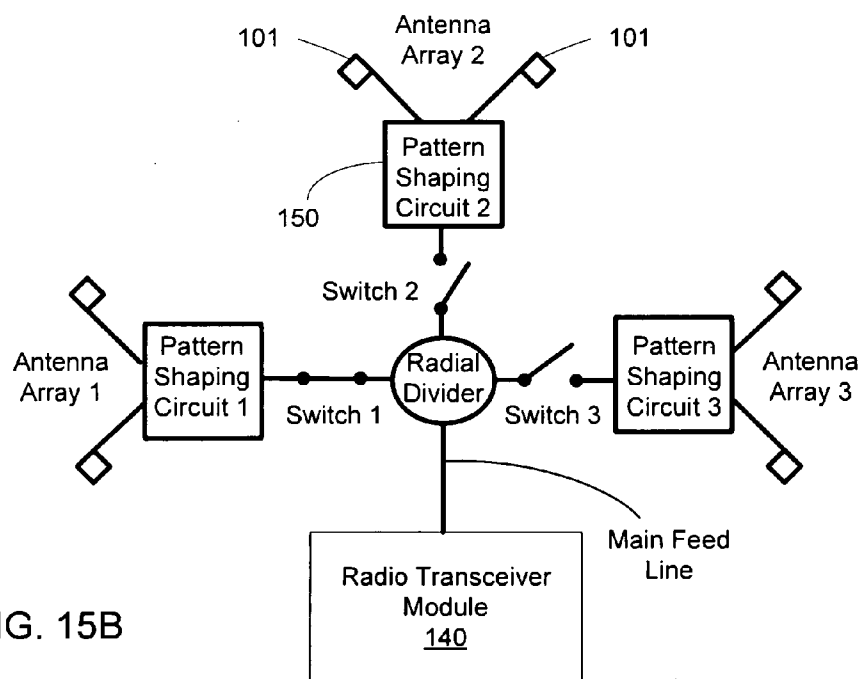 101
Antenna
Array 2
101
Pattern
Shaping
Circuit 2
150
Switch 2
Antenna
Array 1
Pattern
Shaping
Circuit 1
Switch 1
Radial
Divider
Switch 3
Pattern
Shaping
Circuit 3
Antenna
Array 3
Main Feed
Line
Radio Transceiver
Module
140
IG. 15B